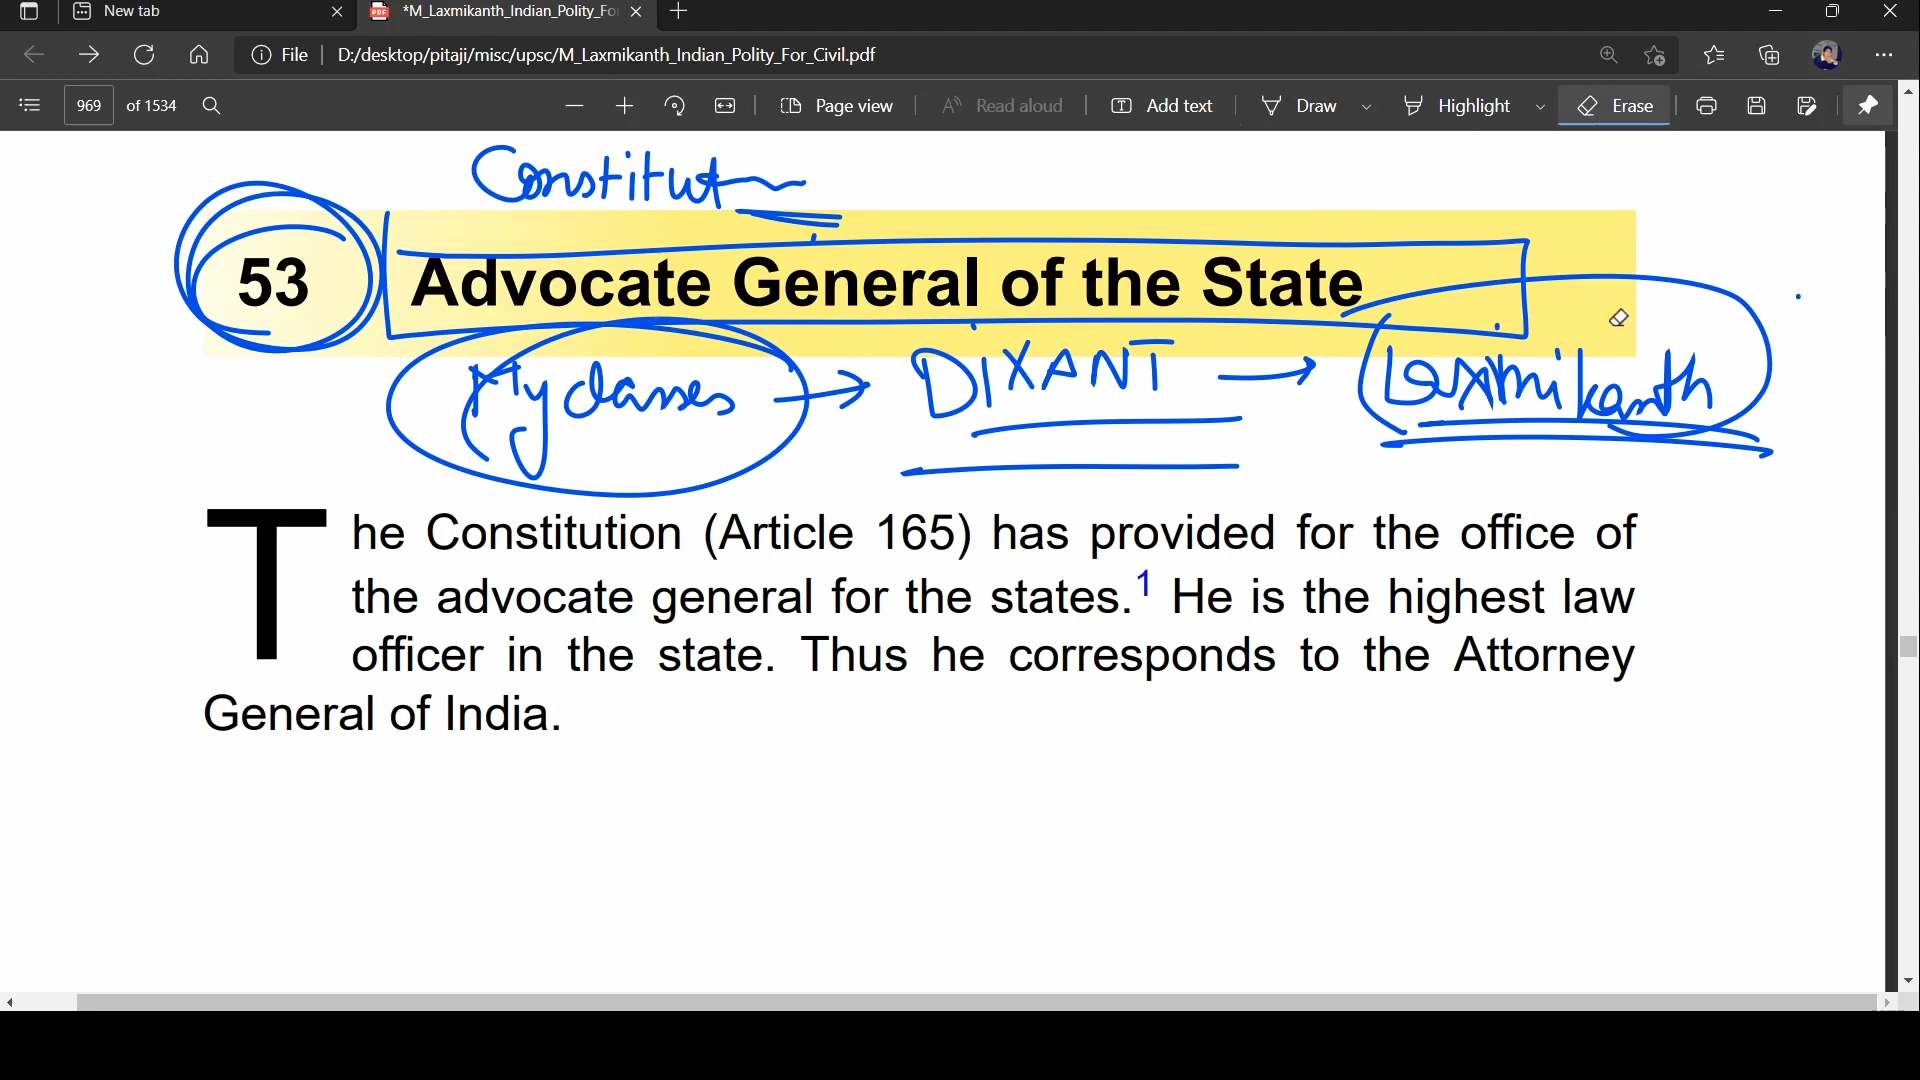 New tab
*M_Laxmikanth_Indian_Polity_Fo
File
D:/desktop/pitaji/misc/upsc/M_Laxmikanth_Indian_Polity_For_Civil.pdf
969 of 1534
Page view
Read aloud
Add text
Draw
Highlight
Erase
Constitut
53 Advocate General of the State
My classes → DIXANT → Laxmikanth
The Constitution (Article 165) has provided for the office of
the advocate general for the states.1 He is the highest law
officer in the state. Thus he corresponds to the Attorney
General of India.